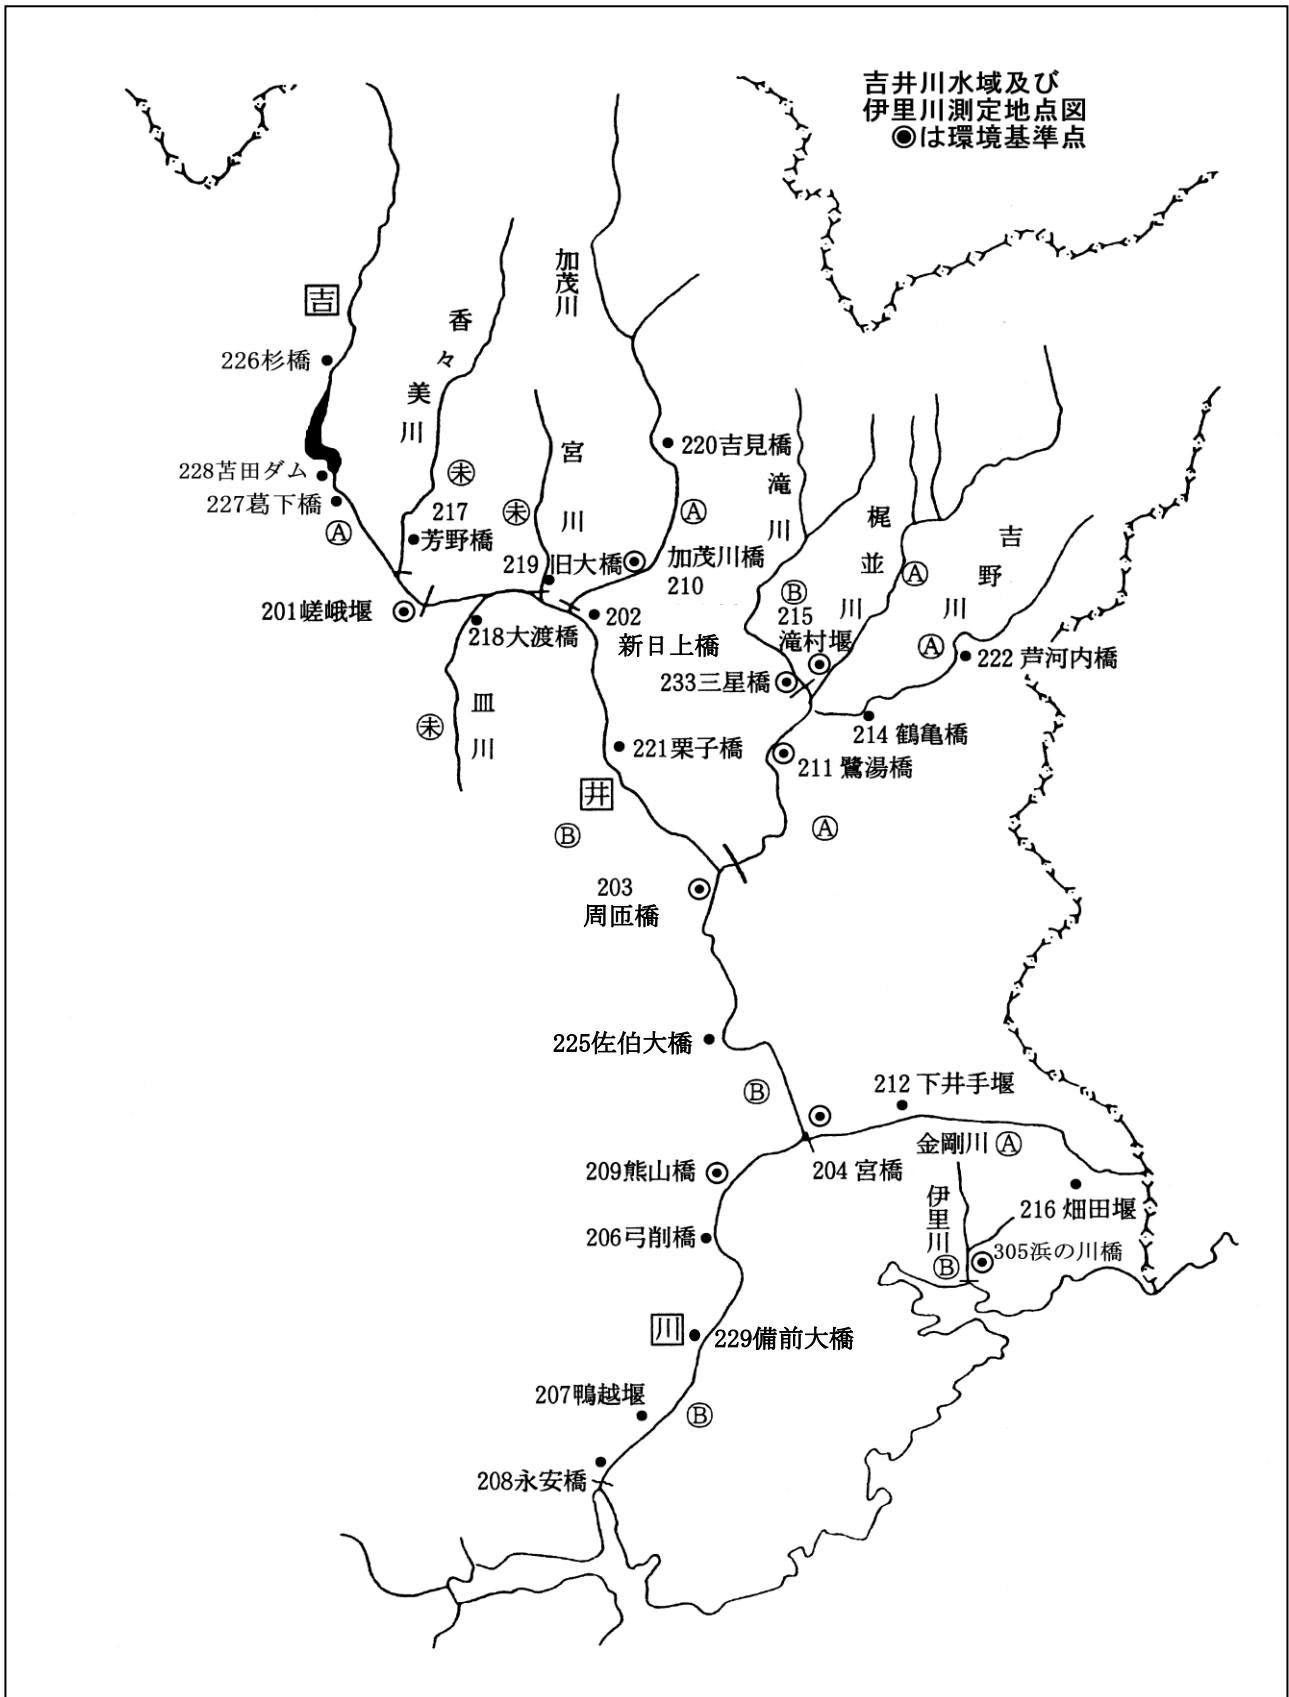 吉井川水域及び
伊里川測定地点図
◉は環境基準点
加茂川
吉
香々美川
226杉橋
宮川
220吉見橋
滝川
228苫田ダム
227葛下橋
未
未
217
芳野橋
Ⓐ
Ⓐ
梶並川
吉野川
219旧大橋
加茂川橋
210
Ⓑ
Ⓐ
215
滝村堰
201嵯峨堰
202
新日上橋
218大渡橋
Ⓐ
222 芦河内橋
233三星橋
皿川
未
214 鶴亀橋
221栗子橋
211 鷺湯橋
井
Ⓑ
Ⓐ
203
周匝橋
225佐伯大橋
Ⓑ
212 下井手堰
金剛川 Ⓐ
209熊山橋
204 宮橋
伊里川
216 畑田堰
206弓削橋
305浜の川橋
Ⓑ
川
229備前大橋
207鴨越堰
Ⓑ
208永安橋